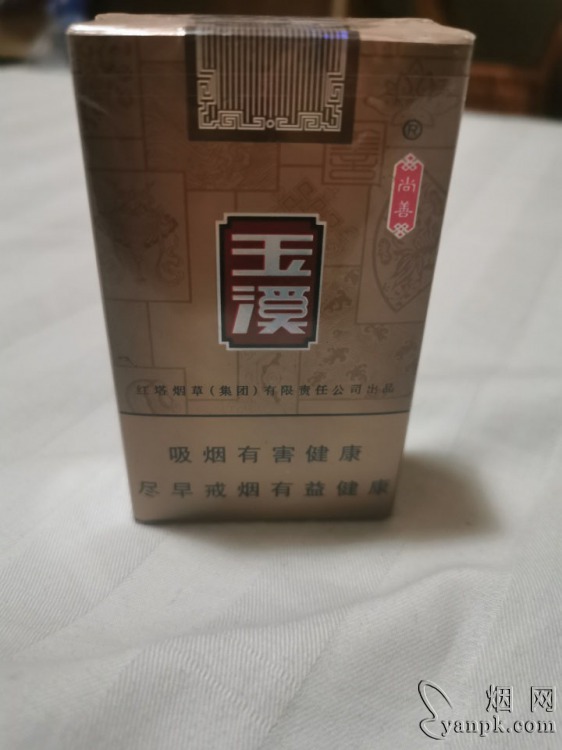 ®
尚善
玉溪
红塔烟草(集团)有限责任公司出品
吸烟有害健康
尽早戒烟有益健康
烟网
yanpk.com